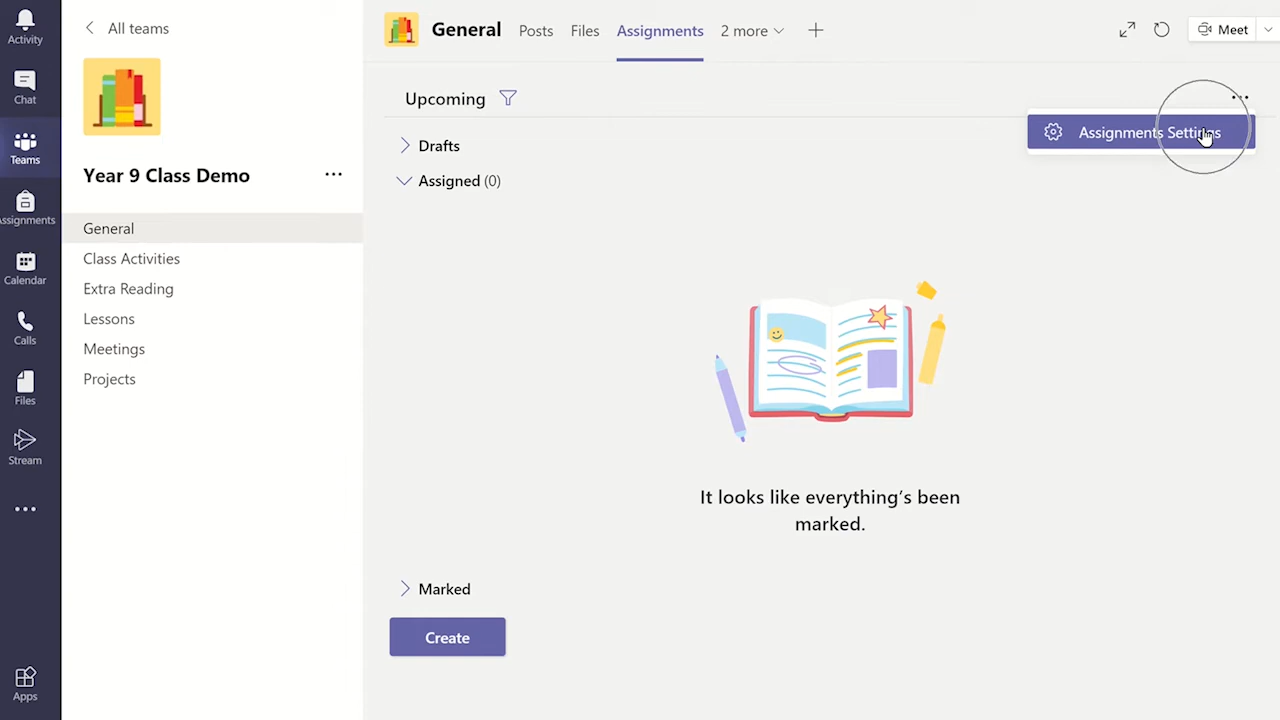 Activity
Chat
Teams
Assignments
Calendar
Calls
Files
Stream
Apps
All teams
Year 9 Class Demo
General
Class Activities
Extra Reading
Lessons
Meetings
Projects
General Posts Files Assignments 2 more
Meet
Upcoming
Assignments Settings
Drafts
Assigned (0)
It looks like everything's been
marked.
Marked
Create